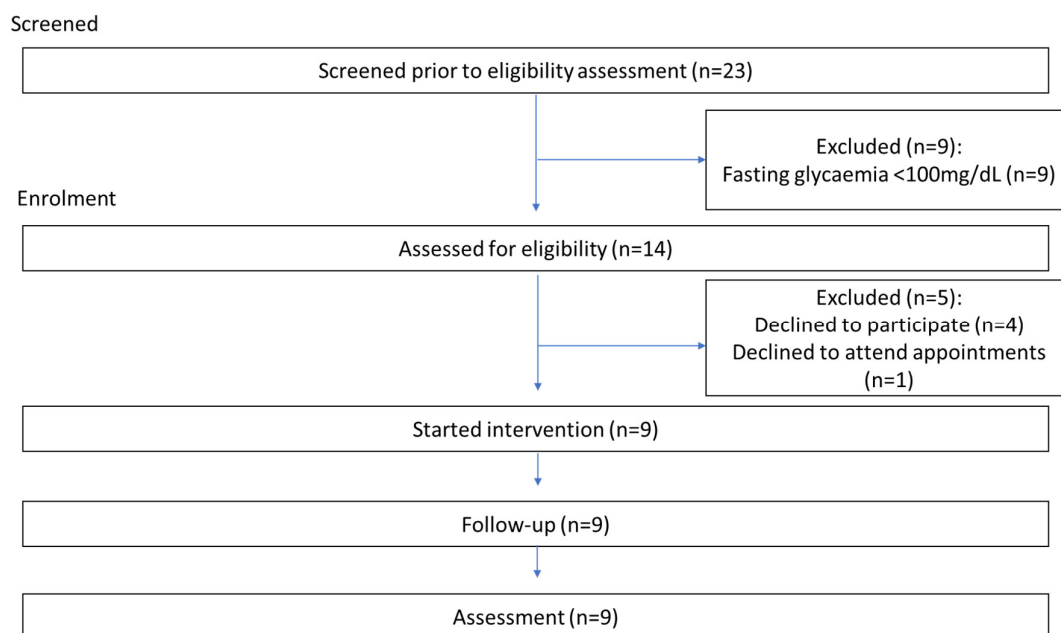 Screened
Screened prior to eligibility assessment (n=23)
Excluded (n=9):
Fasting glycaemia <100mg/dL (n=9)
Enrolment
Assessed for eligibility (n=14)
Excluded (n=5):
Declined to participate (n=4)
Declined to attend appointments
(n=1)
Started intervention (n=9)
Follow-up (n=9)
Assessment (n=9)